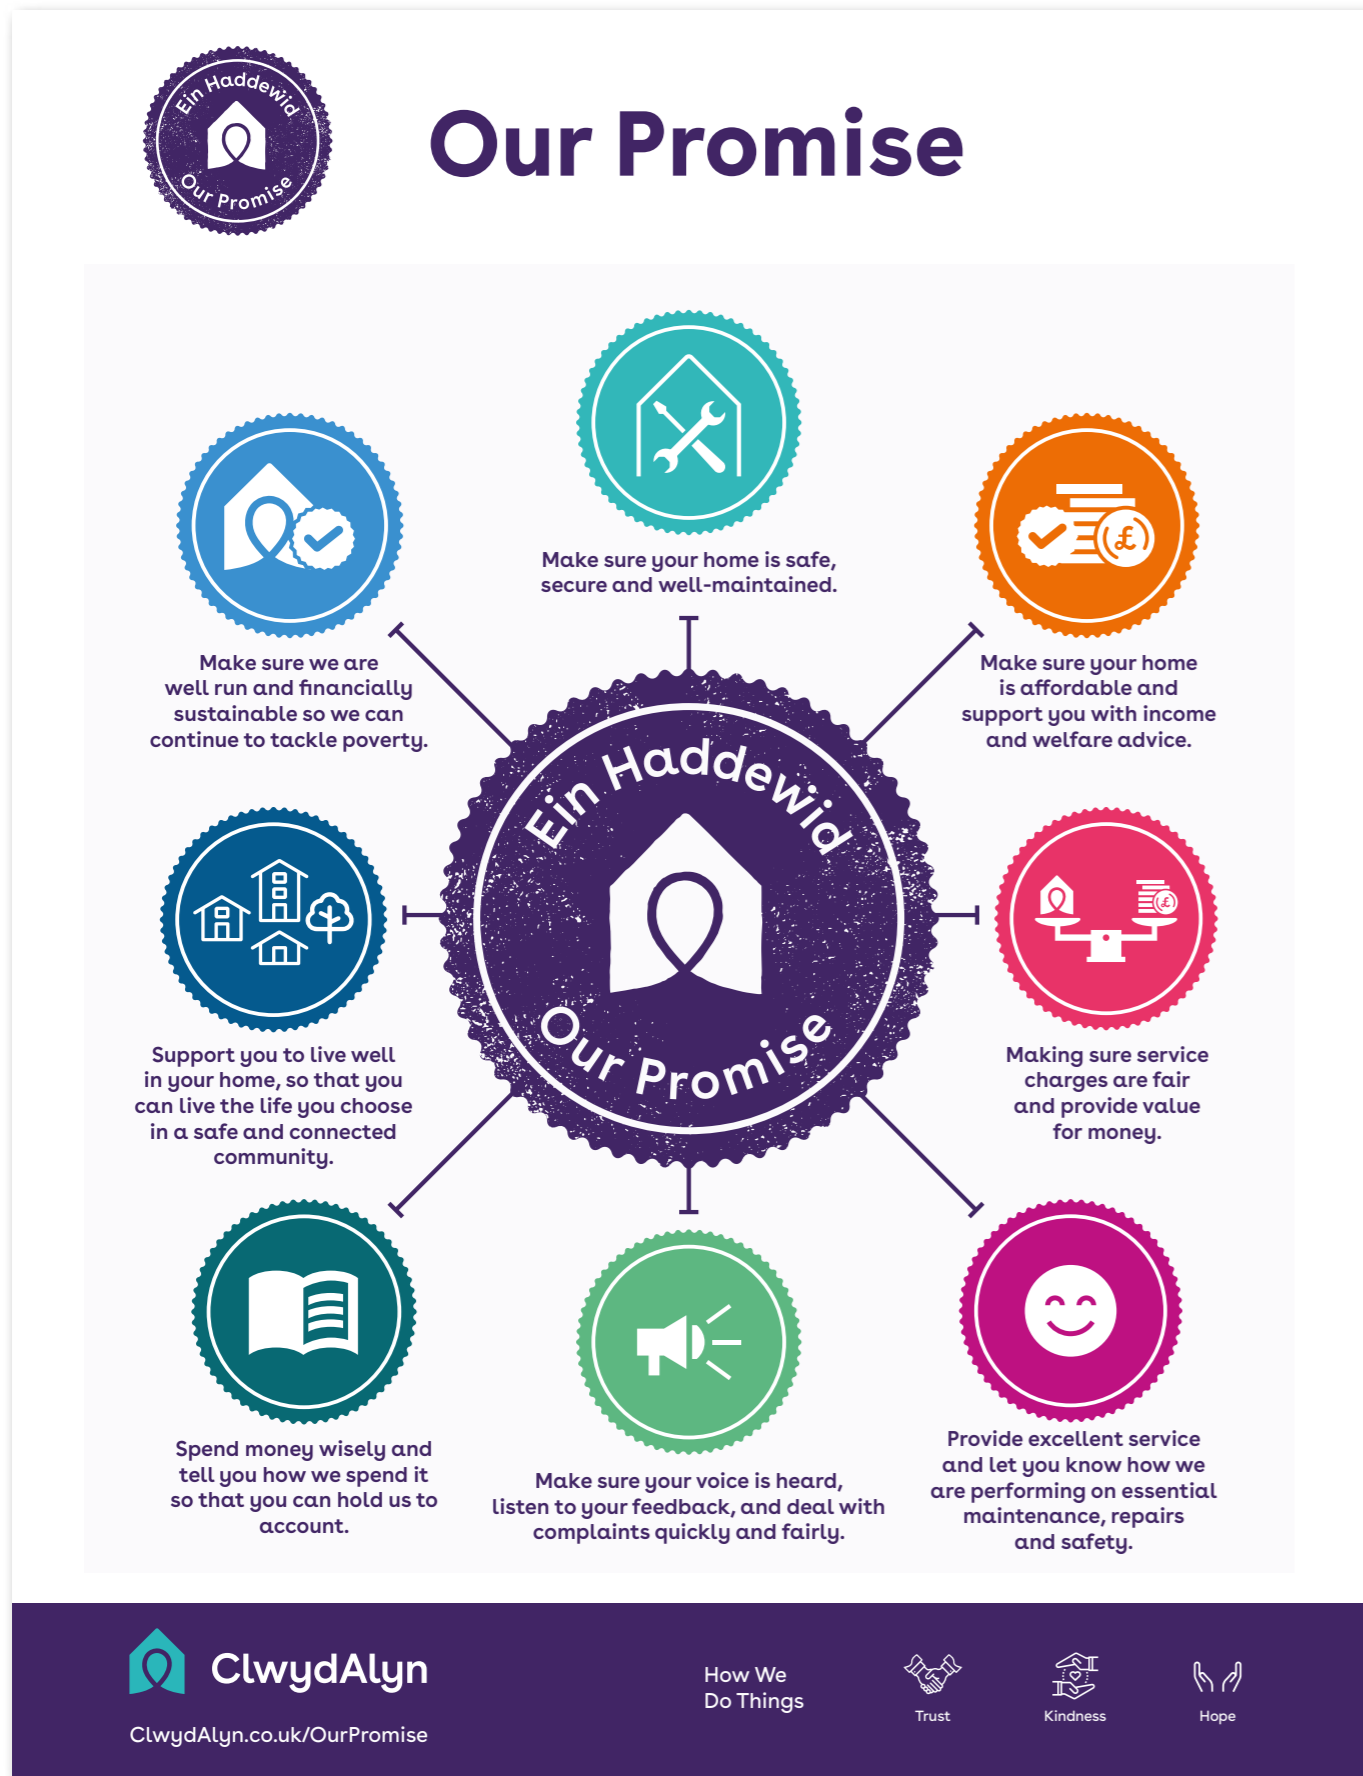 Ein Haddewid
Our Promise
Our Promise
Make sure your home is safe,
secure and well-maintained.
Make sure we are
well run and financially
sustainable so we can
continue to tackle poverty.
£
Make sure your home
is affordable and
support you with income
and welfare advice.
Ein Haddewid
Our Promise
Support you to live well
in your home, so that you
can live the life you choose
in a safe and connected
community.
£
Making sure service
charges are fair
and provide value
for money.
Spend money wisely and
tell you how we spend it
so that you can hold us to
account.
Make sure your voice is heard,
listen to your feedback, and deal with
complaints quickly and fairly.
Provide excellent service
and let you know how we
are performing on essential
maintenance, repairs
and safety.
ClwydAlyn
ClwydAlyn.co.uk/OurPromise
How We
Do Things
Trust
Kindness
Hope